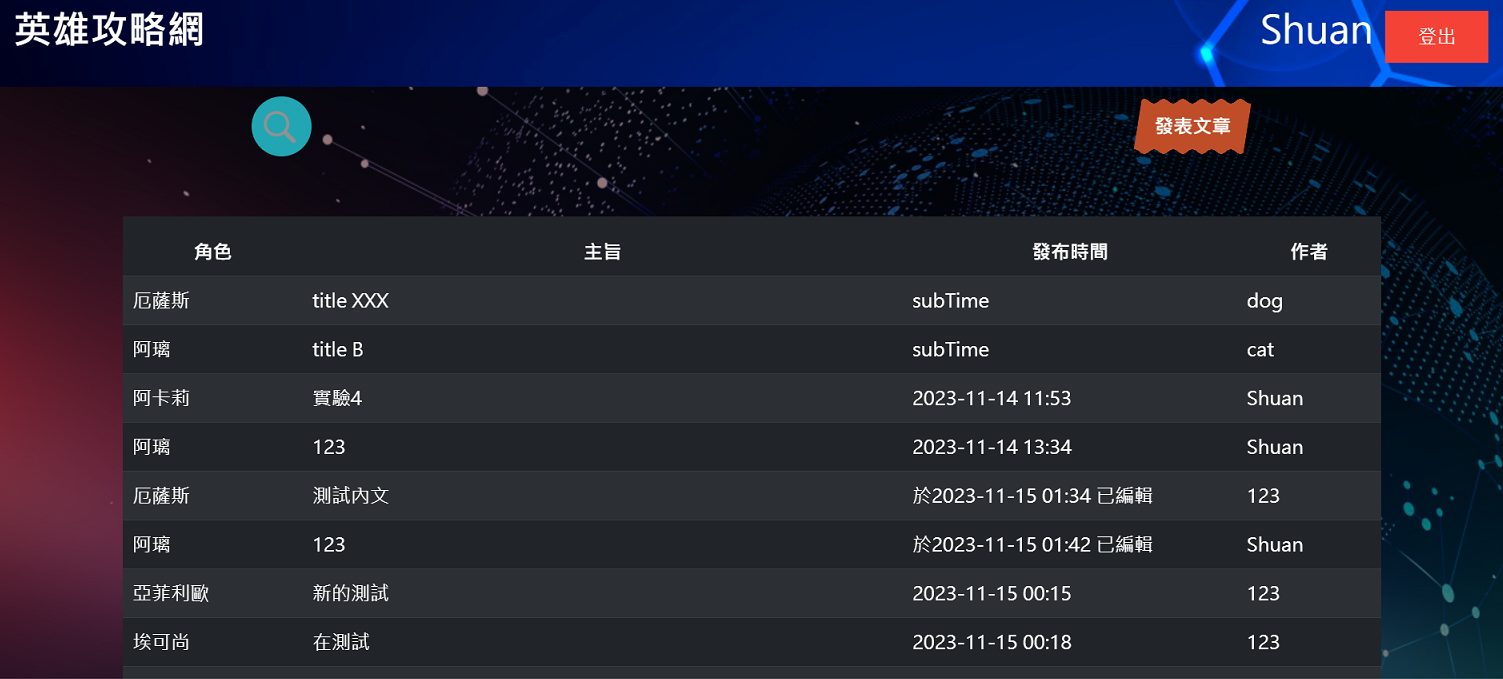 英雄攻略網 Shuan 登出
發表文章
角色 主旨 發布時間 作者
厄薩斯 title XXX subTime dog
阿璃 title B subTime cat
阿卡莉 實驗4 2023-11-14 11:53 Shuan
阿璃 123 2023-11-14 13:34 Shuan
厄薩斯 測試內文 於2023-11-15 01:34 已編輯 123
阿璃 123 於2023-11-15 01:42 已編輯 Shuan
亞菲利歐 新的測試 2023-11-15 00:15 123
埃可尚 在測試 2023-11-15 00:18 123